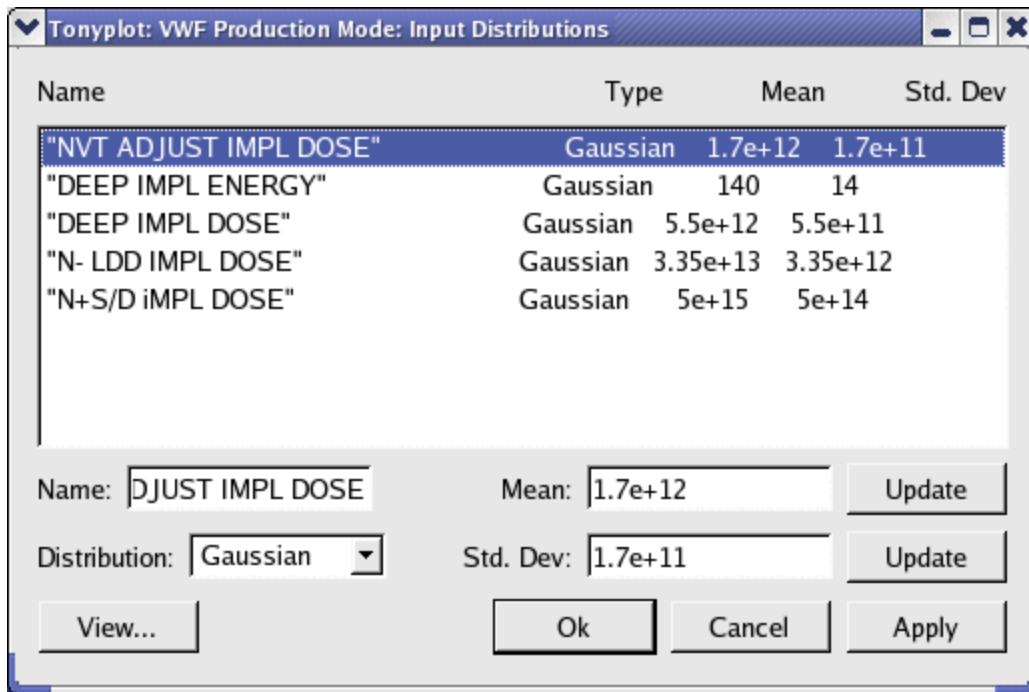 Tonyplot: VWF Production Mode: Input Distributions
Name Type Mean Std. Dev
"NVT ADJUST IMPL DOSE" Gaussian 1.7e+12 1.7e+11
"DEEP IMPL ENERGY" Gaussian 140 14
"DEEP IMPL DOSE" Gaussian 5.5e+12 5.5e+11
"N- LDD IMPL DOSE" Gaussian 3.35e+13 3.35e+12
"N+S/D iMPL DOSE" Gaussian 5e+15 5e+14
Name: DJUST IMPL DOSE Mean: 1.7e+12 Update
Distribution: Gaussian Std. Dev: 1.7e+11 Update
View... Ok Cancel Apply